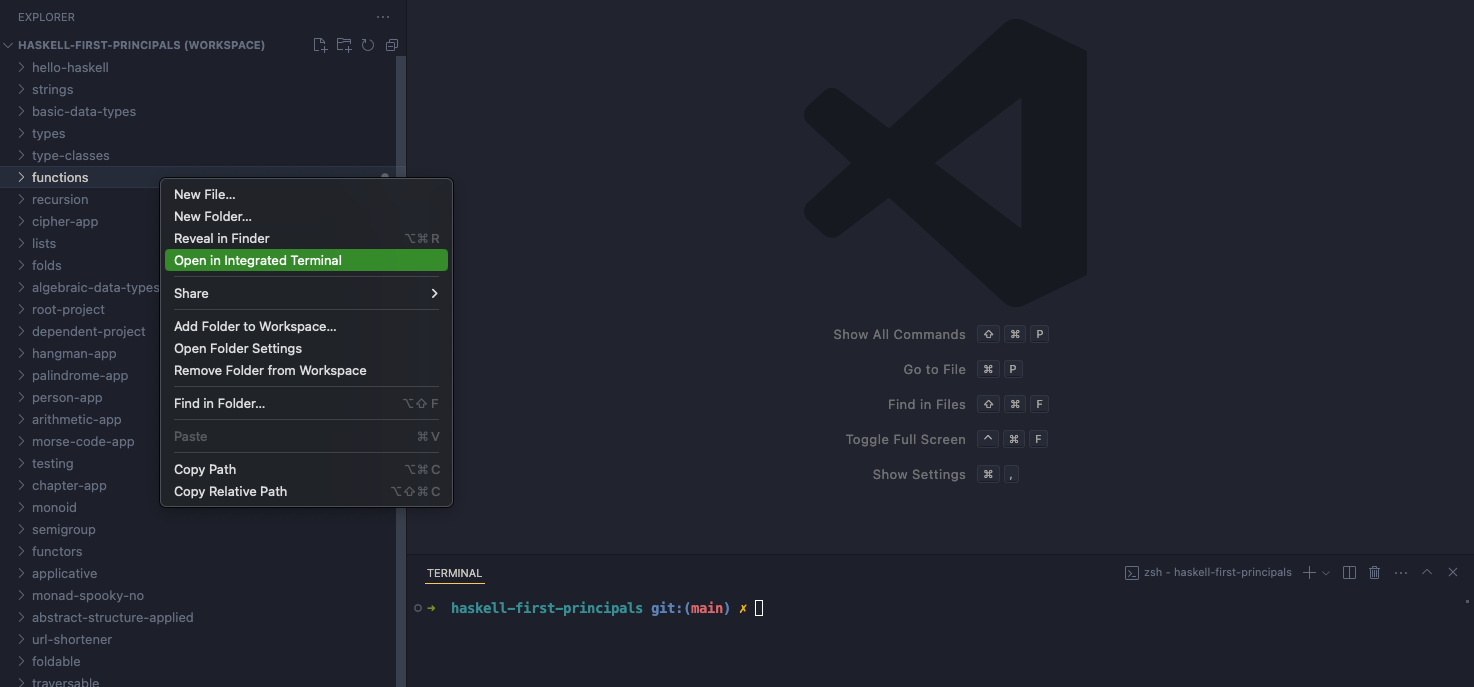 EXPLORER
HASKELL-FIRST-PRINCIPALS (WORKSPACE)
hello-haskell
strings
basic-data-types
types
type-classes
functions
recursion
cipher-app
lists
folds
algebraic-data-types
root-project
dependent-project
hangman-app
palindrome-app
person-app
arithmetic-app
morse-code-app
testing
chapter-app
monoid
semigroup
functors
applicative
monad-spooky-no
abstract-structure-applied
url-shortener
foldable
traversable
New File...
New Folder...
Reveal in Finder ⌥⌘R
Open in Integrated Terminal
Share
Add Folder to Workspace...
Open Folder Settings
Remove Folder from Workspace
Find in Folder... ⌥⇧F
Paste ⌘V
Copy Path ⌥⌘C
Copy Relative Path ⌥⇧⌘C
Show All Commands ⇧ ⌘ P
Go to File ⌘ P
Find in Files ⇧ ⌘ F
Toggle Full Screen ^ ⌘ F
Show Settings ⌘ ,
TERMINAL
zsh - haskell-first-principals
→ haskell-first-principals git:(main) ✗